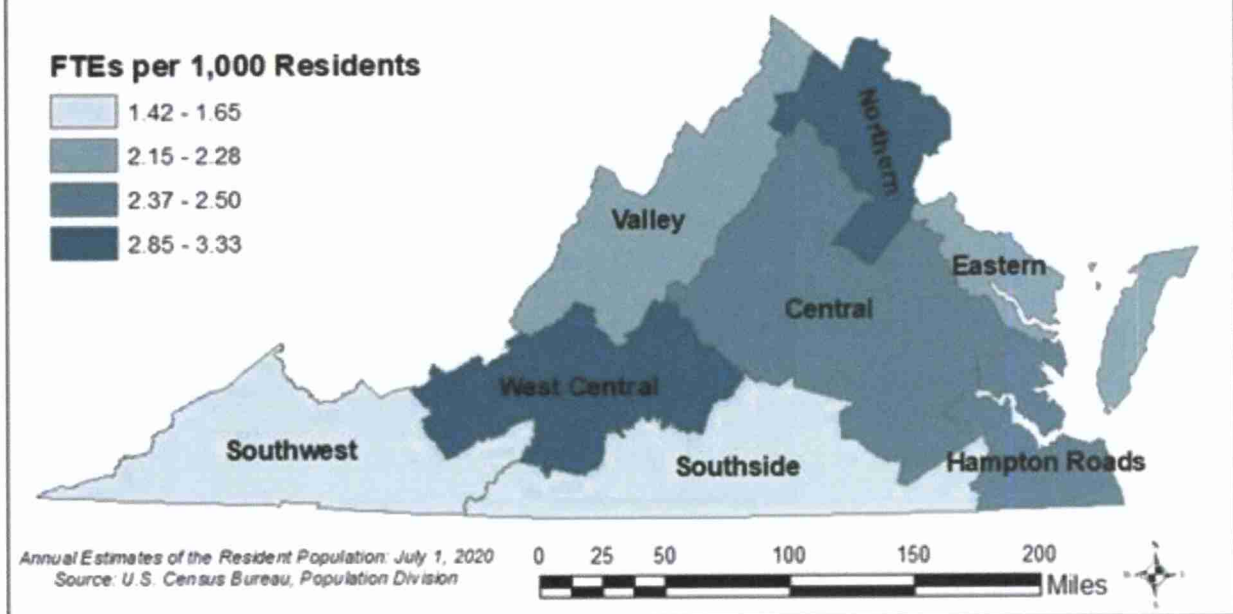 FTEs per 1,000 Residents
1.42 - 1.65
2.15 - 2.28
2.37 - 2.50
2.85 - 3.33
Northern
Valley
Eastern
Central
West Central
Southwest
Southside
Hampton Roads
Annual Estimates of the Resident Population: July 1, 2020
Source: U.S. Census Bureau, Population Division
0 25 50 100 150 200
Miles